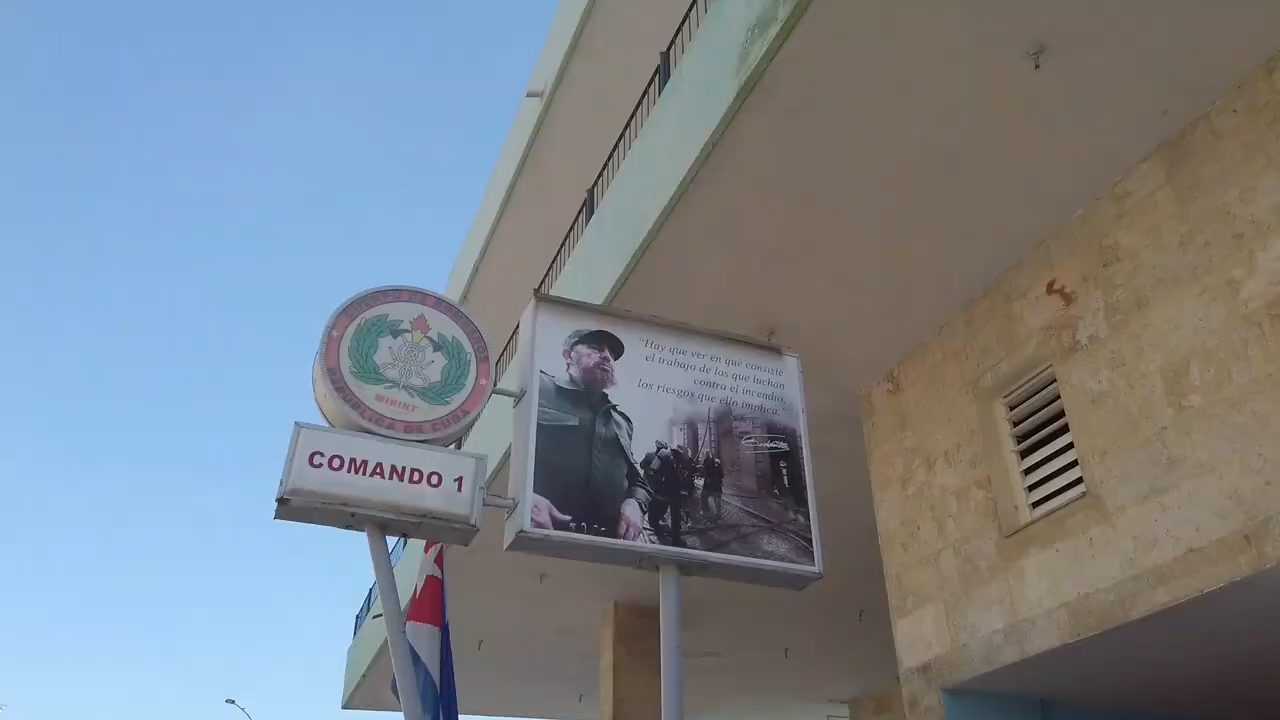 MININT
REPUBLICA DE CUBA
COMANDO 1
"Hay que ver en qué consiste
el trabajo de los que luchan
contra el incendio,
los riesgos que ello implica."